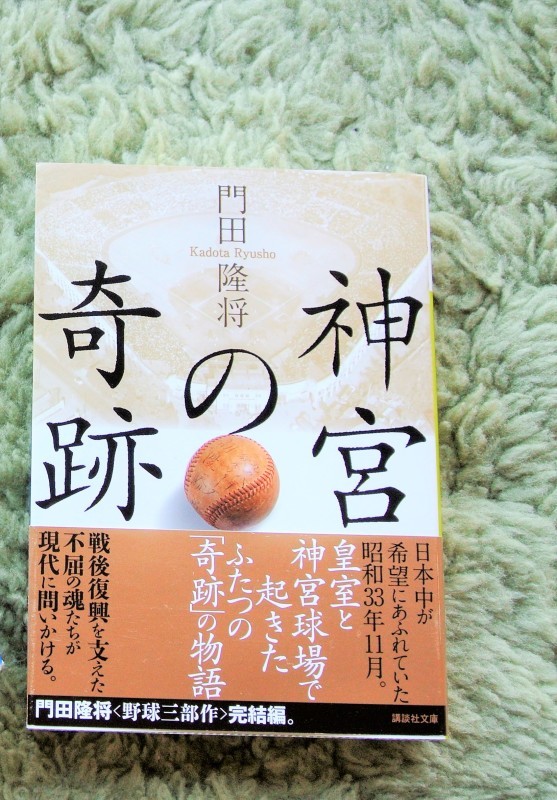 門田隆将
Kadota Ryusho
神宮
の
奇跡
日本中が
希望にあふれていた
昭和33年11月。
皇室と
神宮球場で
起きた
ふたつの
「奇跡」の物語
戦後復興を支えた
不屈の魂たちが
現代に問いかける。
門田隆将〈野球三部作〉完結編。
講談社文庫